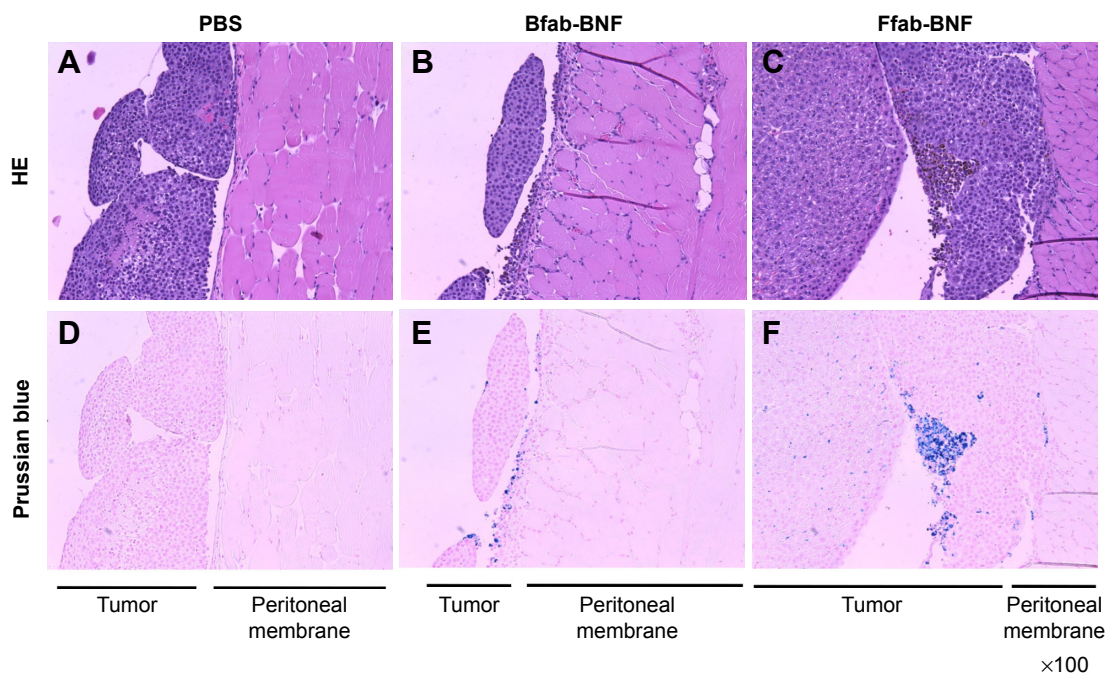 PBS
Bfab-BNF
Ffab-BNF
HE
A
B
C
Prussian blue
D
E
F
Tumor
Peritoneal
membrane
Tumor
Peritoneal
membrane
Tumor
Peritoneal
membrane
×100